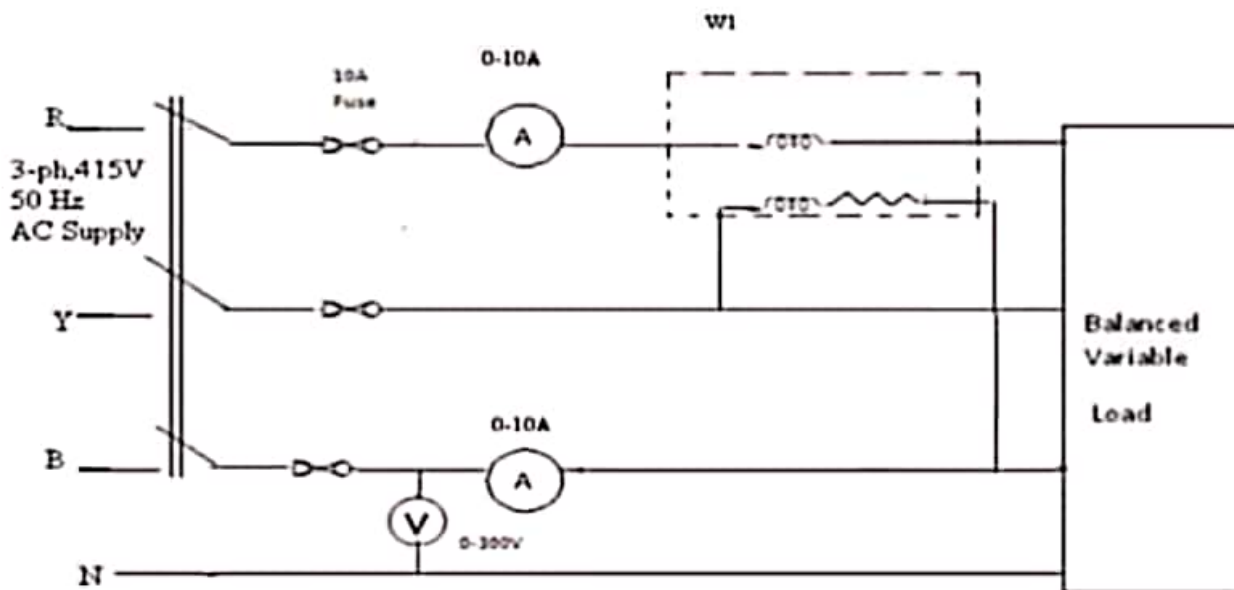 W1
0-10A
10A
Fuse
A
R
3-ph,415V
50 Hz
AC Supply
Y
Balanced
Variable
Load
0-10A
B
A
V
0-300V
N